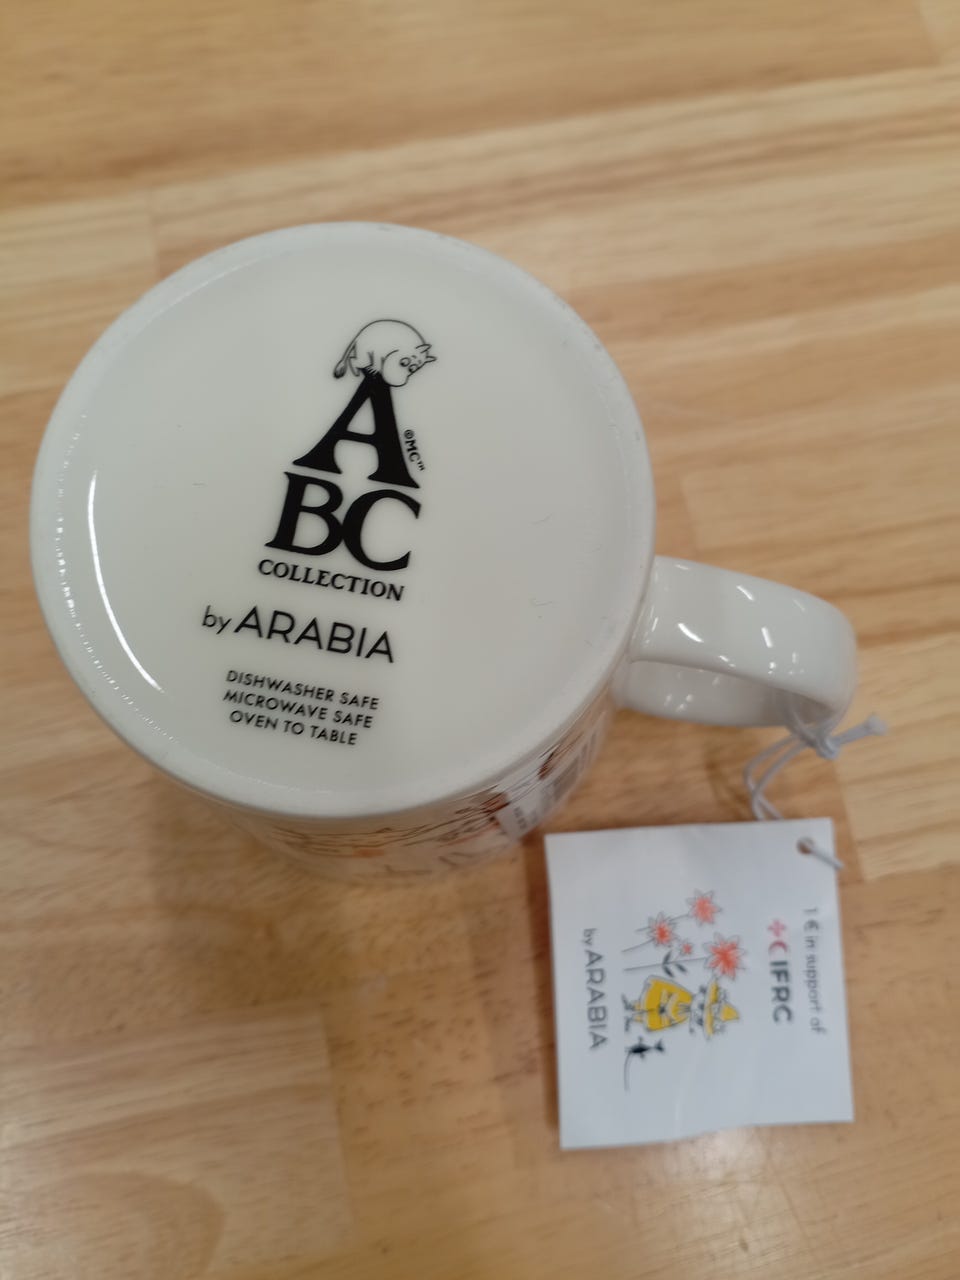 A
©MC™
BC
COLLECTION
by ARABIA
DISHWASHER SAFE
MICROWAVE SAFE
OVEN TO TABLE
1 € in support of
IFRC
by ARABIA